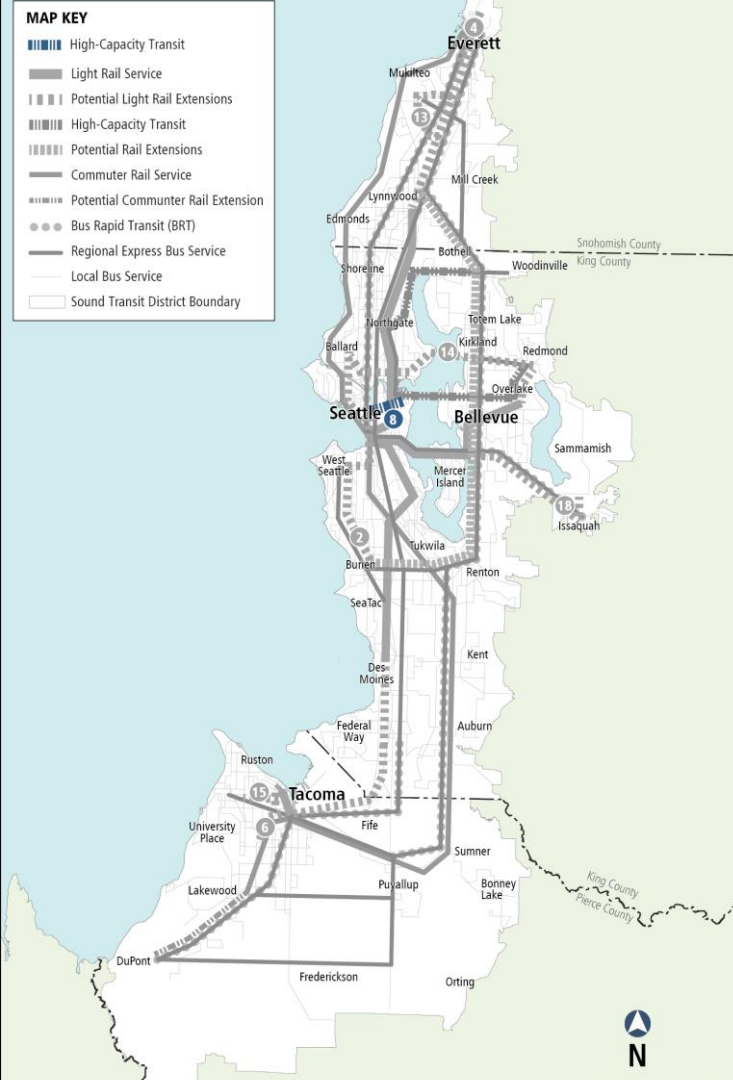 MAP KEY
High-Capacity Transit
Light Rail Service
Potential Light Rail Extensions
High-Capacity Transit
Potential Rail Extensions
Commuter Rail Service
Potential Communter Rail Extension
Bus Rapid Transit (BRT)
Regional Express Bus Service
Local Bus Service
Sound Transit District Boundary
4
Everett
Mukilteo
13
Mill Creek
Lynnwood
Edmonds
Bothell
Snohomish County
King County
Shoreline
Woodinville
Northgate
Totem Lake
Ballard
Kirkland
14
Redmond
Overlake
Seattle
8
Bellevue
West
Seattle
Mercer
Island
Sammamish
18
Issaquah
2
Tukwila
Burien
Renton
SeaTac
Kent
Des
Moines
Federal
Way
Auburn
Ruston
15
Tacoma
6
University
Place
Fife
Sumner
Lakewood
Puyallup
Bonney
Lake
King County
Pierce County
DuPont
Frederickson
Orting
N